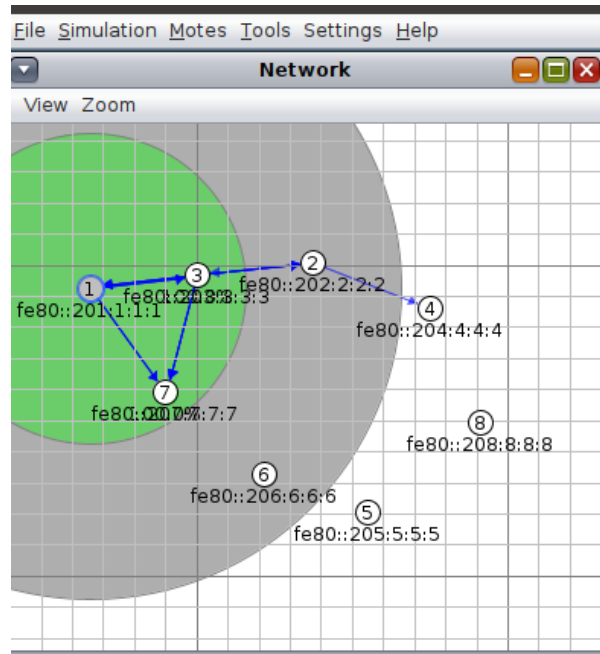 File Simulation Motes Tools Settings Help
Network
View Zoom
2
3
fe80::202:2:2:2
1
fe80::201:1:1:1
4
fe80::204:4:4:4
7
8
fe80::208:8:8:8
6
fe80::206:6:6:6
5
fe80::205:5:5:5